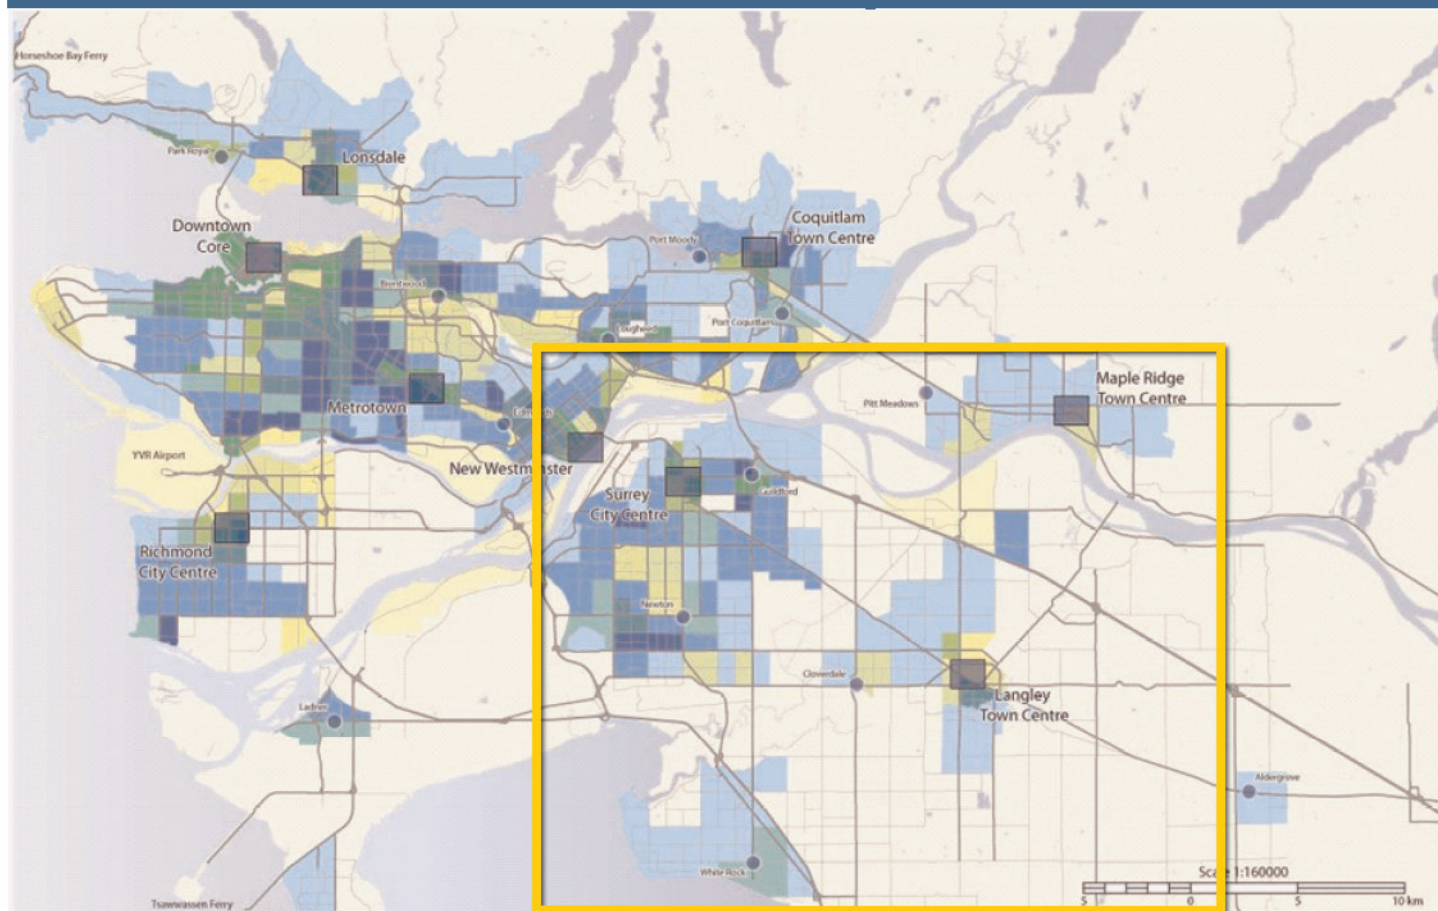 Horseshoe Bay Ferry
Park Royal
Lonsdale
Downtown
Core
Coquitlam
Town Centre
Port Moody
Brentwood
Lougheed
Port Coquitlam
Maple Ridge
Town Centre
Pitt Meadows
Metrotown
Edmonds
YVR Airport
New Westminster
Surrey
City Centre
Guildford
Richmond
City Centre
Newton
Cloverdale
Langley
Town Centre
Ladner
Aldergrove
White Rock
Scale 1:160000
5 0 5 10 km
Tsawwassen Ferry